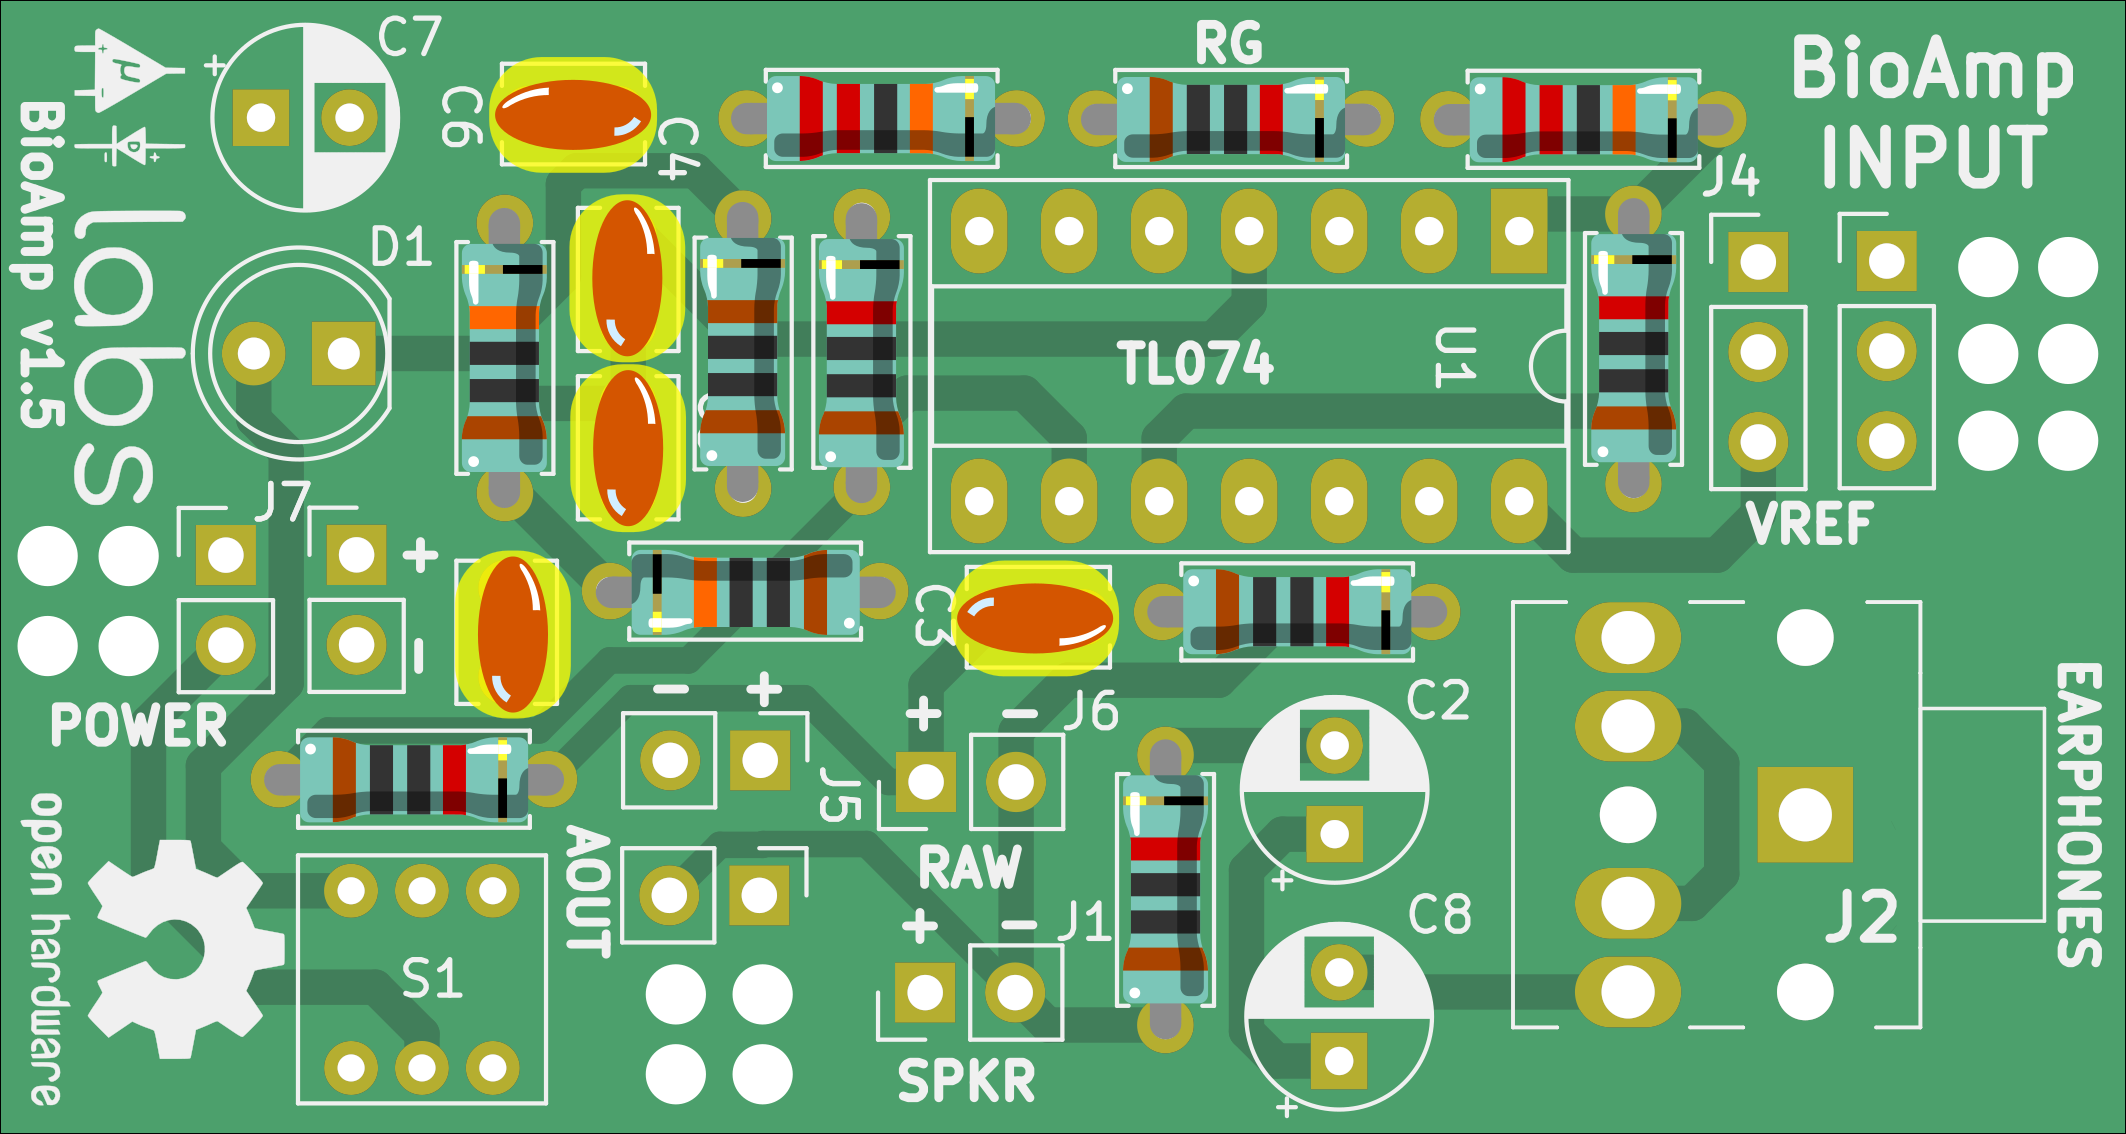 C7
+
RG
BioAmp
INPUT
μ
D
- +
BioAmp v1.5
labs
C6
C4
J4
D1
TL074
U1
VREF
J7
+
-
POWER
C3
- +
+ -
J6
J5
C2
RAW
AOUT
+ -
J1
+
C8
J2
EARPHONES
open hardware
S1
SPKR
+